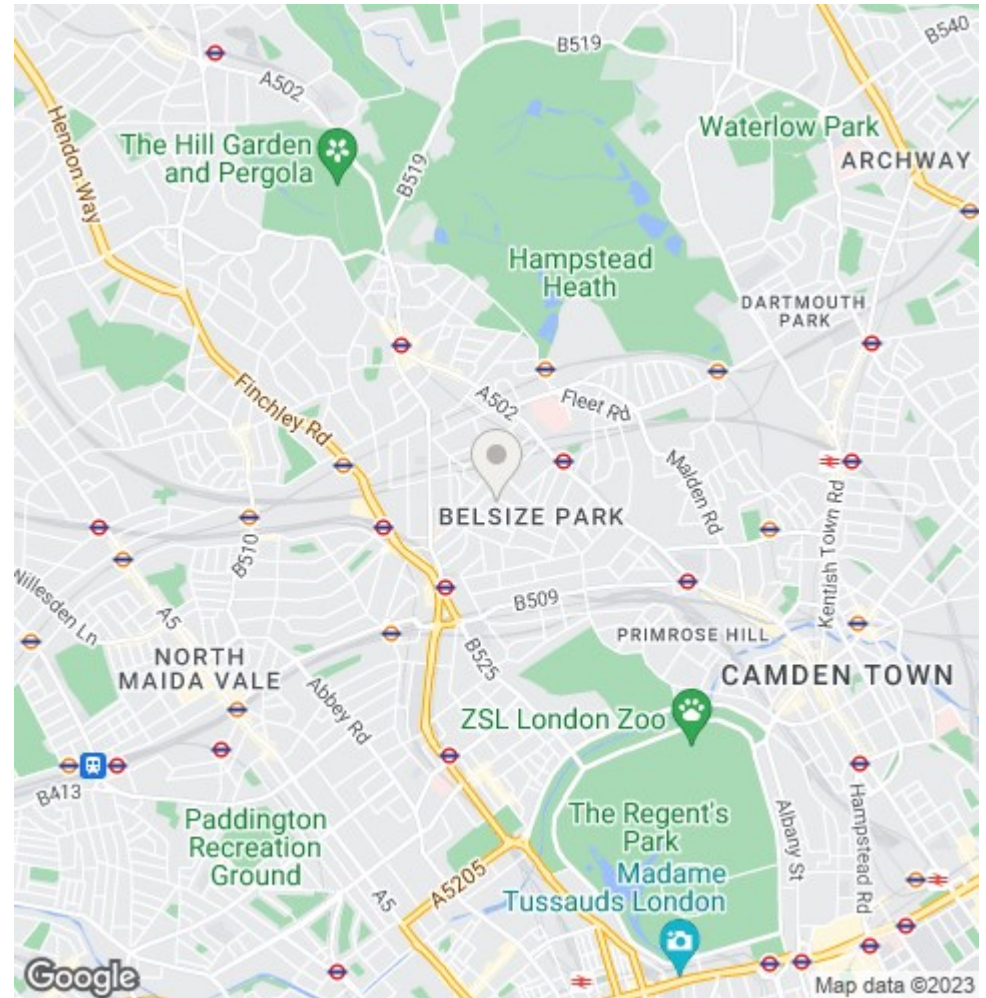 B519
B540
A502
Waterlow Park
The Hill Garden
and Pergola
ARCHWAY
Hendon Way
B519
Hampstead
Heath
DARTMOUTH
PARK
Finchley Rd
A502
Fleet Rd
Malden Rd
BELSIZE PARK
B510
Kentish Town Rd
Willesden Ln
A5
B509
PRIMROSE HILL
NORTH
MAIDA VALE
B525
CAMDEN TOWN
Abbey Rd
ZSL London Zoo
B413
Paddington
Recreation
Ground
The Regent's
Park
Albany St
Hampstead Rd
A5205
A5
Madame
Tussauds London
Google
Map data ©2023